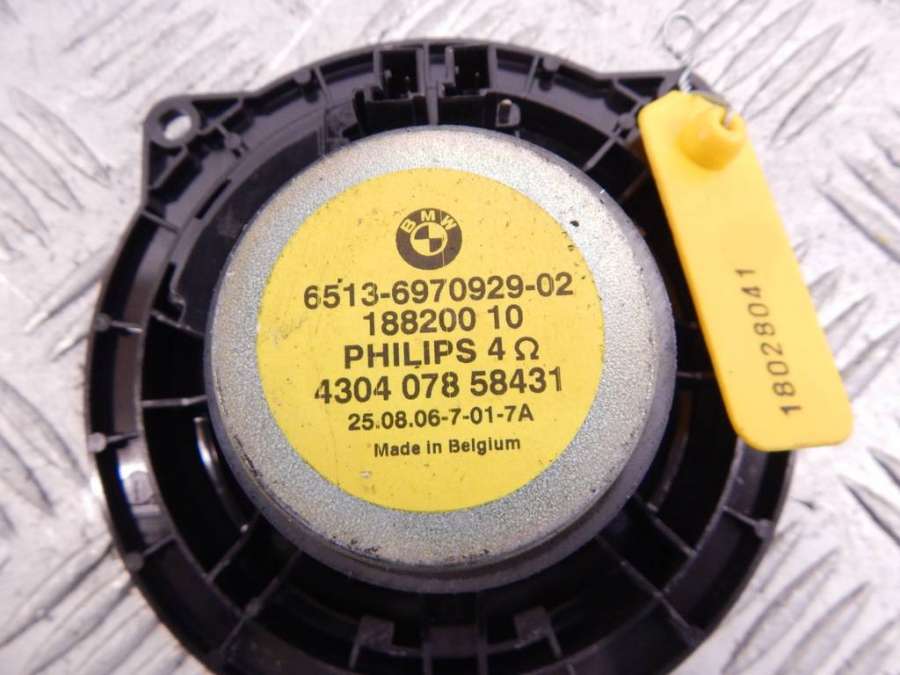 BMW
6513-6970929-02
188200 10
PHILIPS 4 Ω
4304 078 58431
25.08.06-7-01-7A
Made in Belgium
18028041